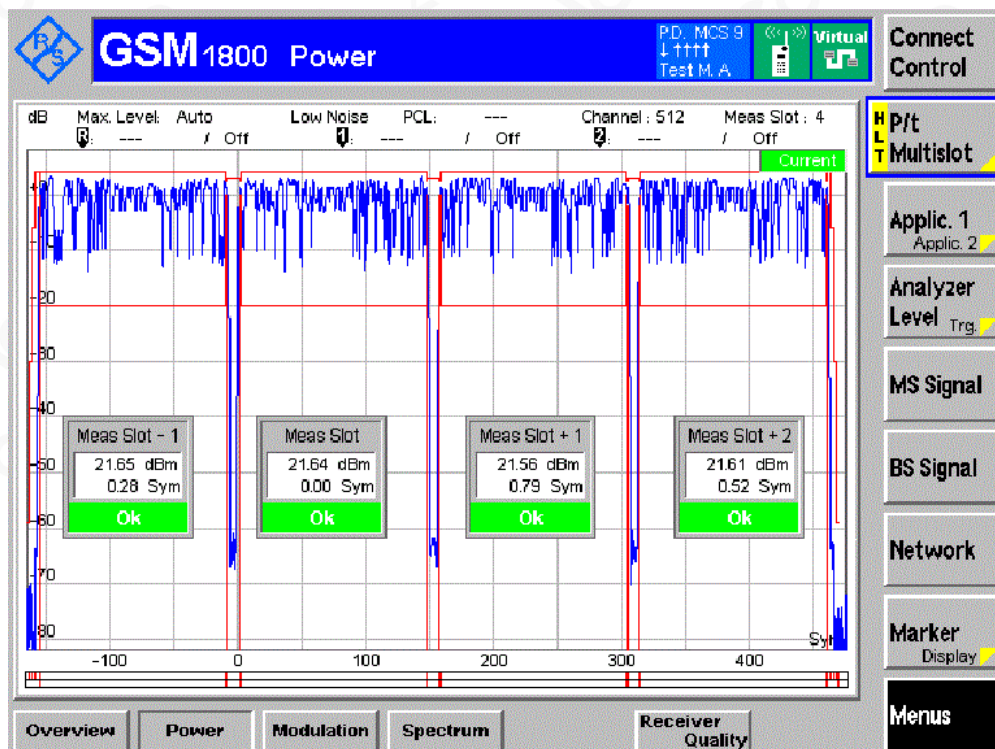 R/S
GSM 1800 Power
P.D. MCS 9
↓↑↑↑↑
Test M. A.
Virtual
Connect Control
dB Max. Level: Auto Low Noise PCL: --- Channel : 512 Meas Slot : 4
R: --- / Off 1: --- / Off 2: --- / Off
Current
HLT
P/t Multislot
Applic. 1
Applic. 2
Analyzer Level
Trg.
MS Signal
BS Signal
Network
Marker
Display
Menus
-20
-30
-40
-50
-60
-70
-80
Meas Slot - 1
21.65 dBm
0.28 Sym
Ok
Meas Slot
21.64 dBm
0.00 Sym
Ok
Meas Slot + 1
21.56 dBm
0.79 Sym
Ok
Meas Slot + 2
21.61 dBm
0.52 Sym
Ok
-100 0 100 200 300 400
Overview Power Modulation Spectrum Receiver Quality